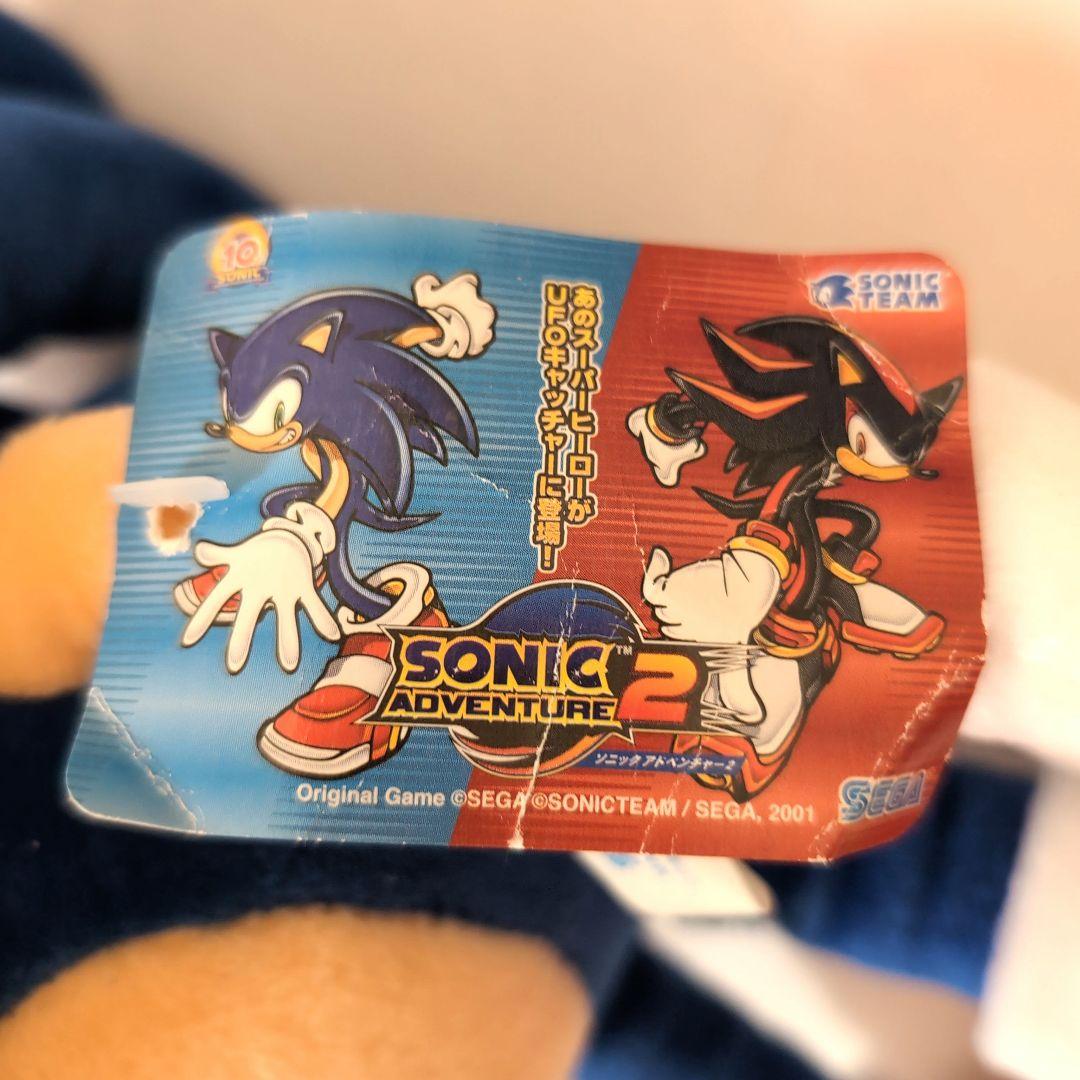 10
SONIC
あのスーパーヒーローが
UFOキャッチャーに登場！
SONIC
TEAM
SONIC™
ADVENTURE 2
ソニック アドベンチャー2
Original Game ©SEGA ©SONICTEAM / SEGA, 2001
SEGA